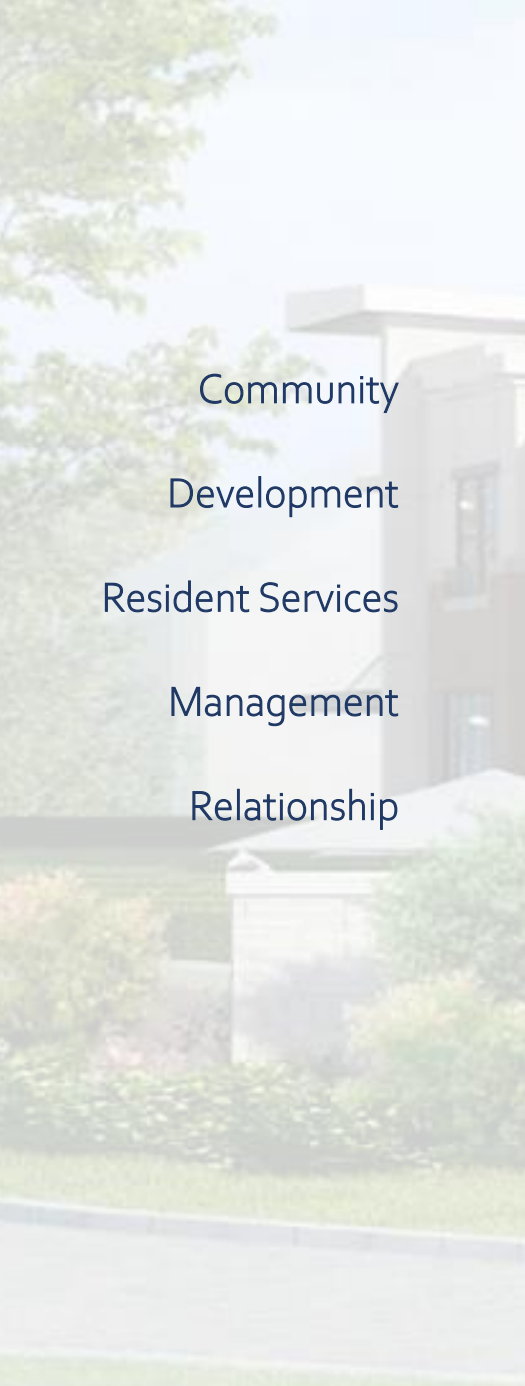 Community
Development
Resident Services
Management
Relationship